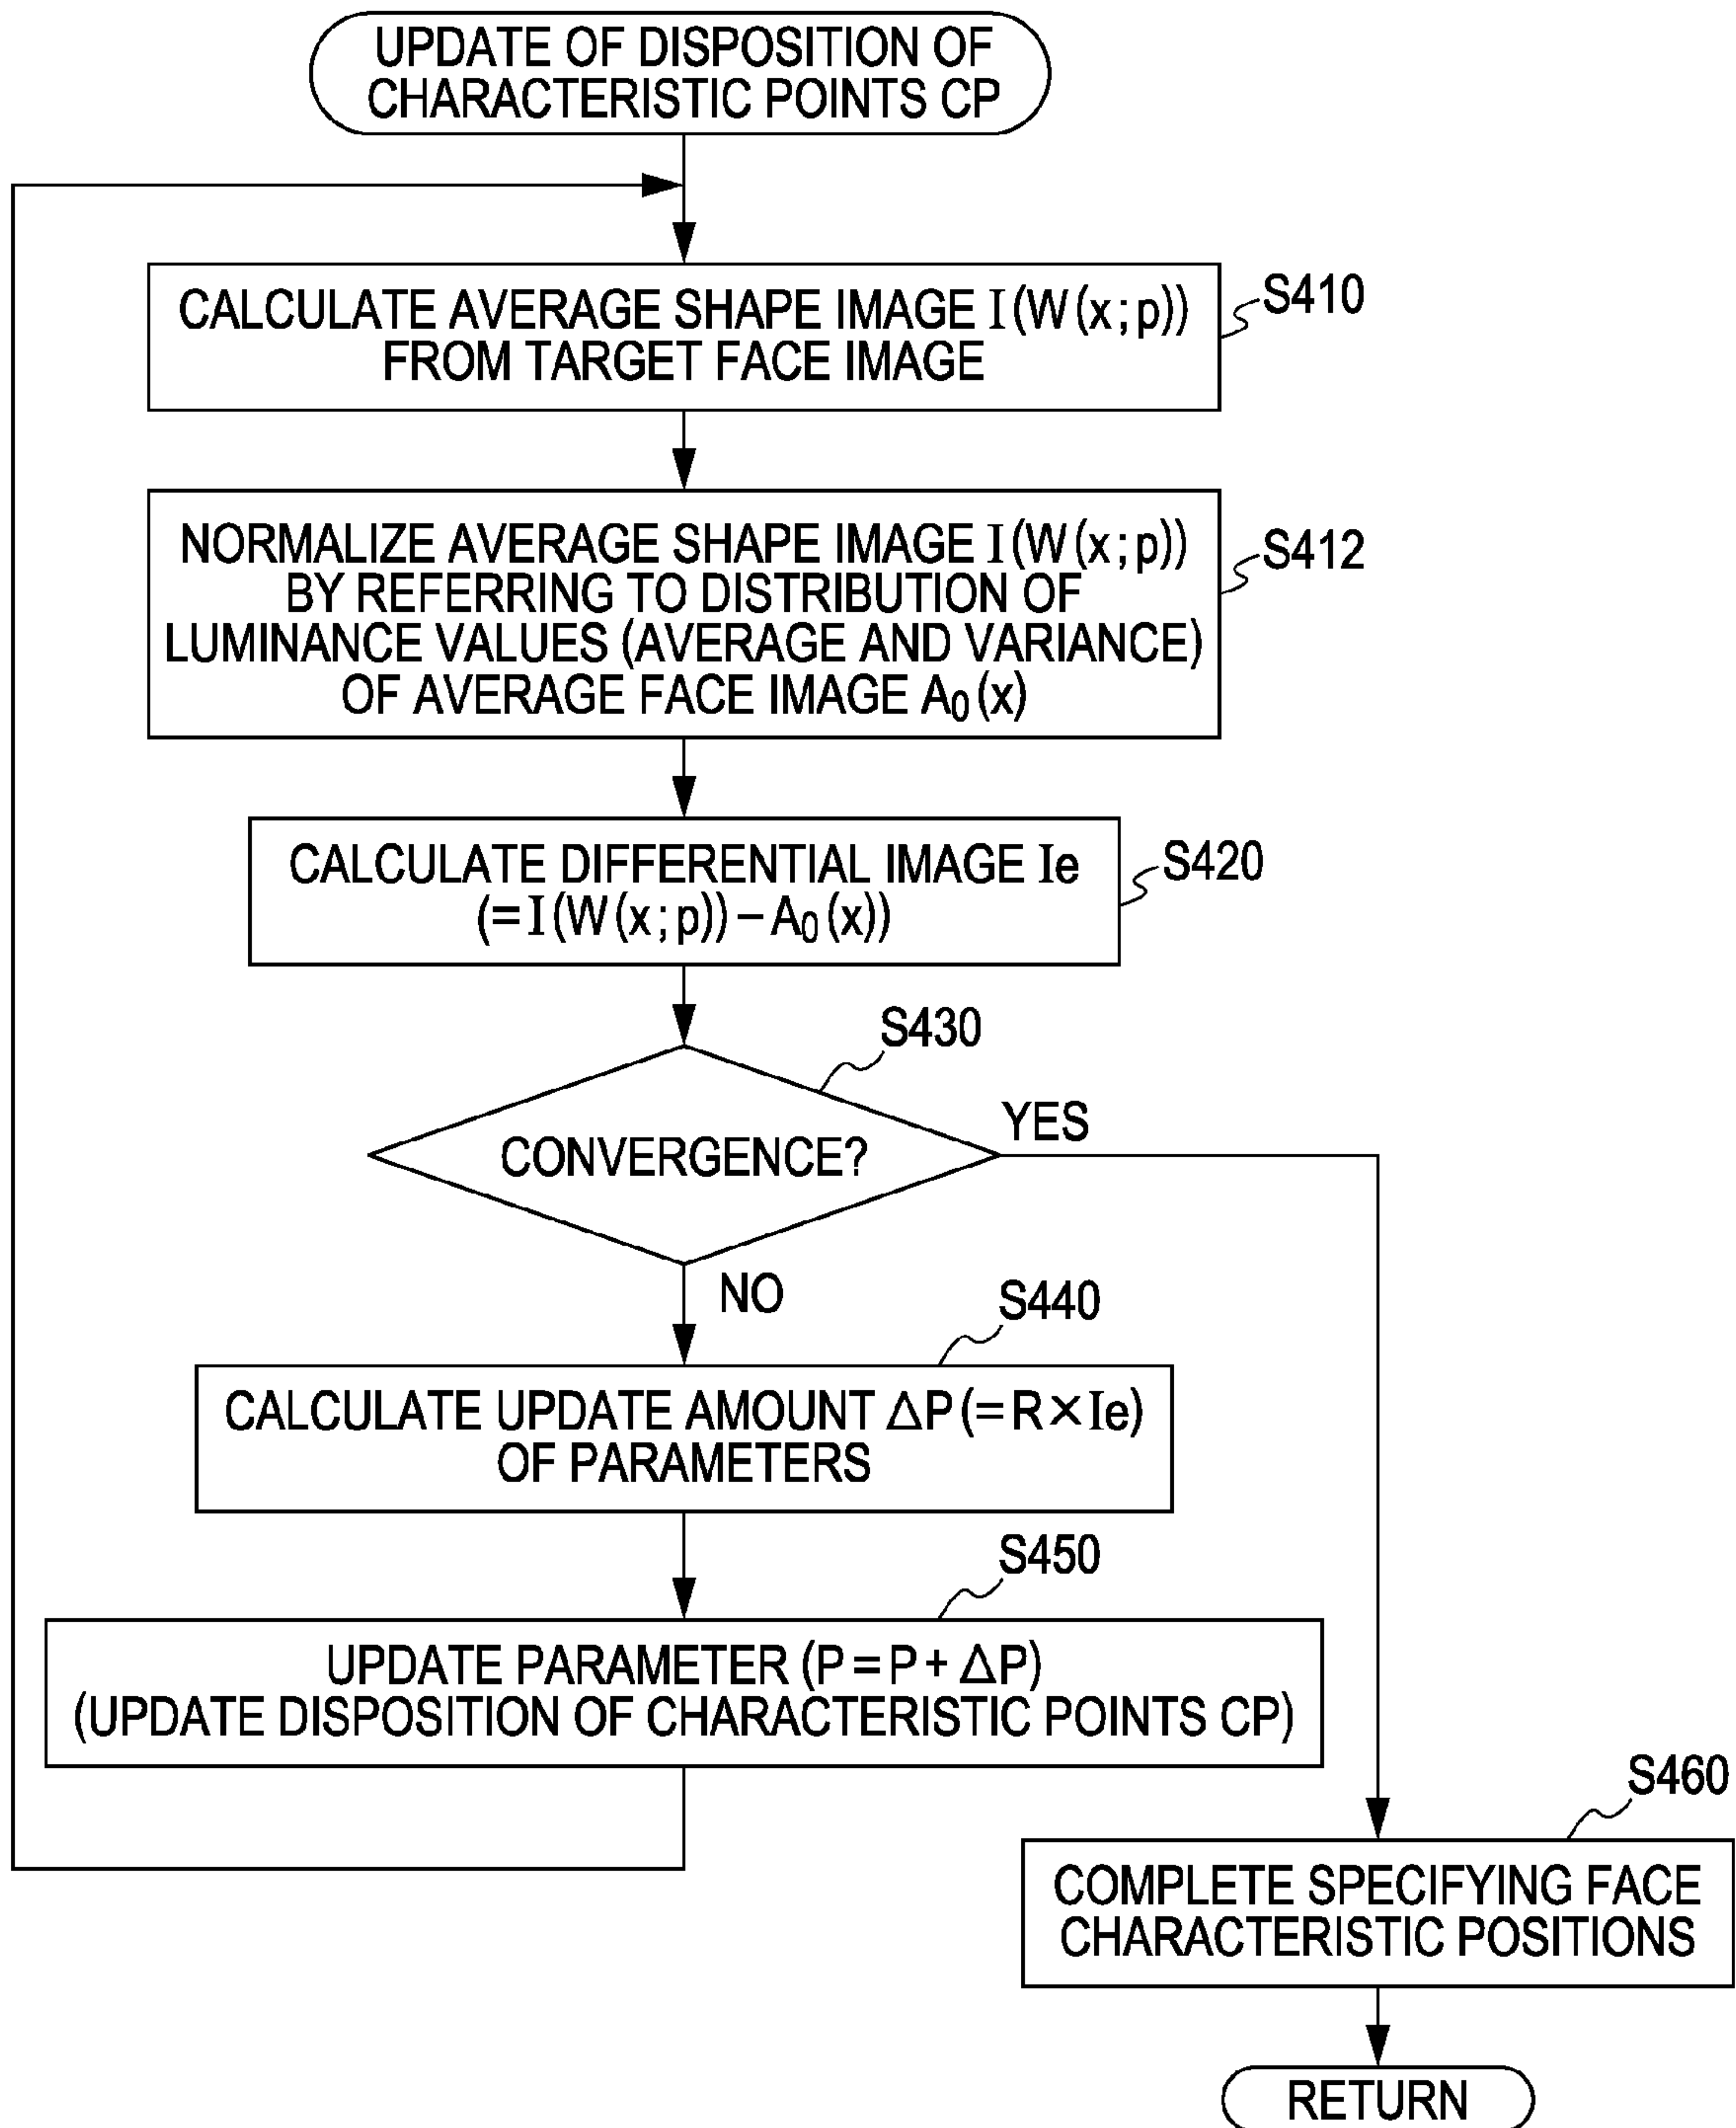 UPDATE OF DISPOSITION OF
CHARACTERISTIC POINTS CP
CALCULATE AVERAGE SHAPE IMAGE I(W(x;p))
FROM TARGET FACE IMAGE
S410
NORMALIZE AVERAGE SHAPE IMAGE I(W(x;p))
BY REFERRING TO DISTRIBUTION OF
LUMINANCE VALUES (AVERAGE AND VARIANCE)
OF AVERAGE FACE IMAGE A₀(x)
S412
CALCULATE DIFFERENTIAL IMAGE Ie
(=I(W(x;p))−A₀(x))
S420
S430
CONVERGENCE?
YES
NO
S440
CALCULATE UPDATE AMOUNT ΔP(=R×Ie)
OF PARAMETERS
S450
UPDATE PARAMETER (P=P+ΔP)
(UPDATE DISPOSITION OF CHARACTERISTIC POINTS CP)
S460
COMPLETE SPECIFYING FACE
CHARACTERISTIC POSITIONS
RETURN